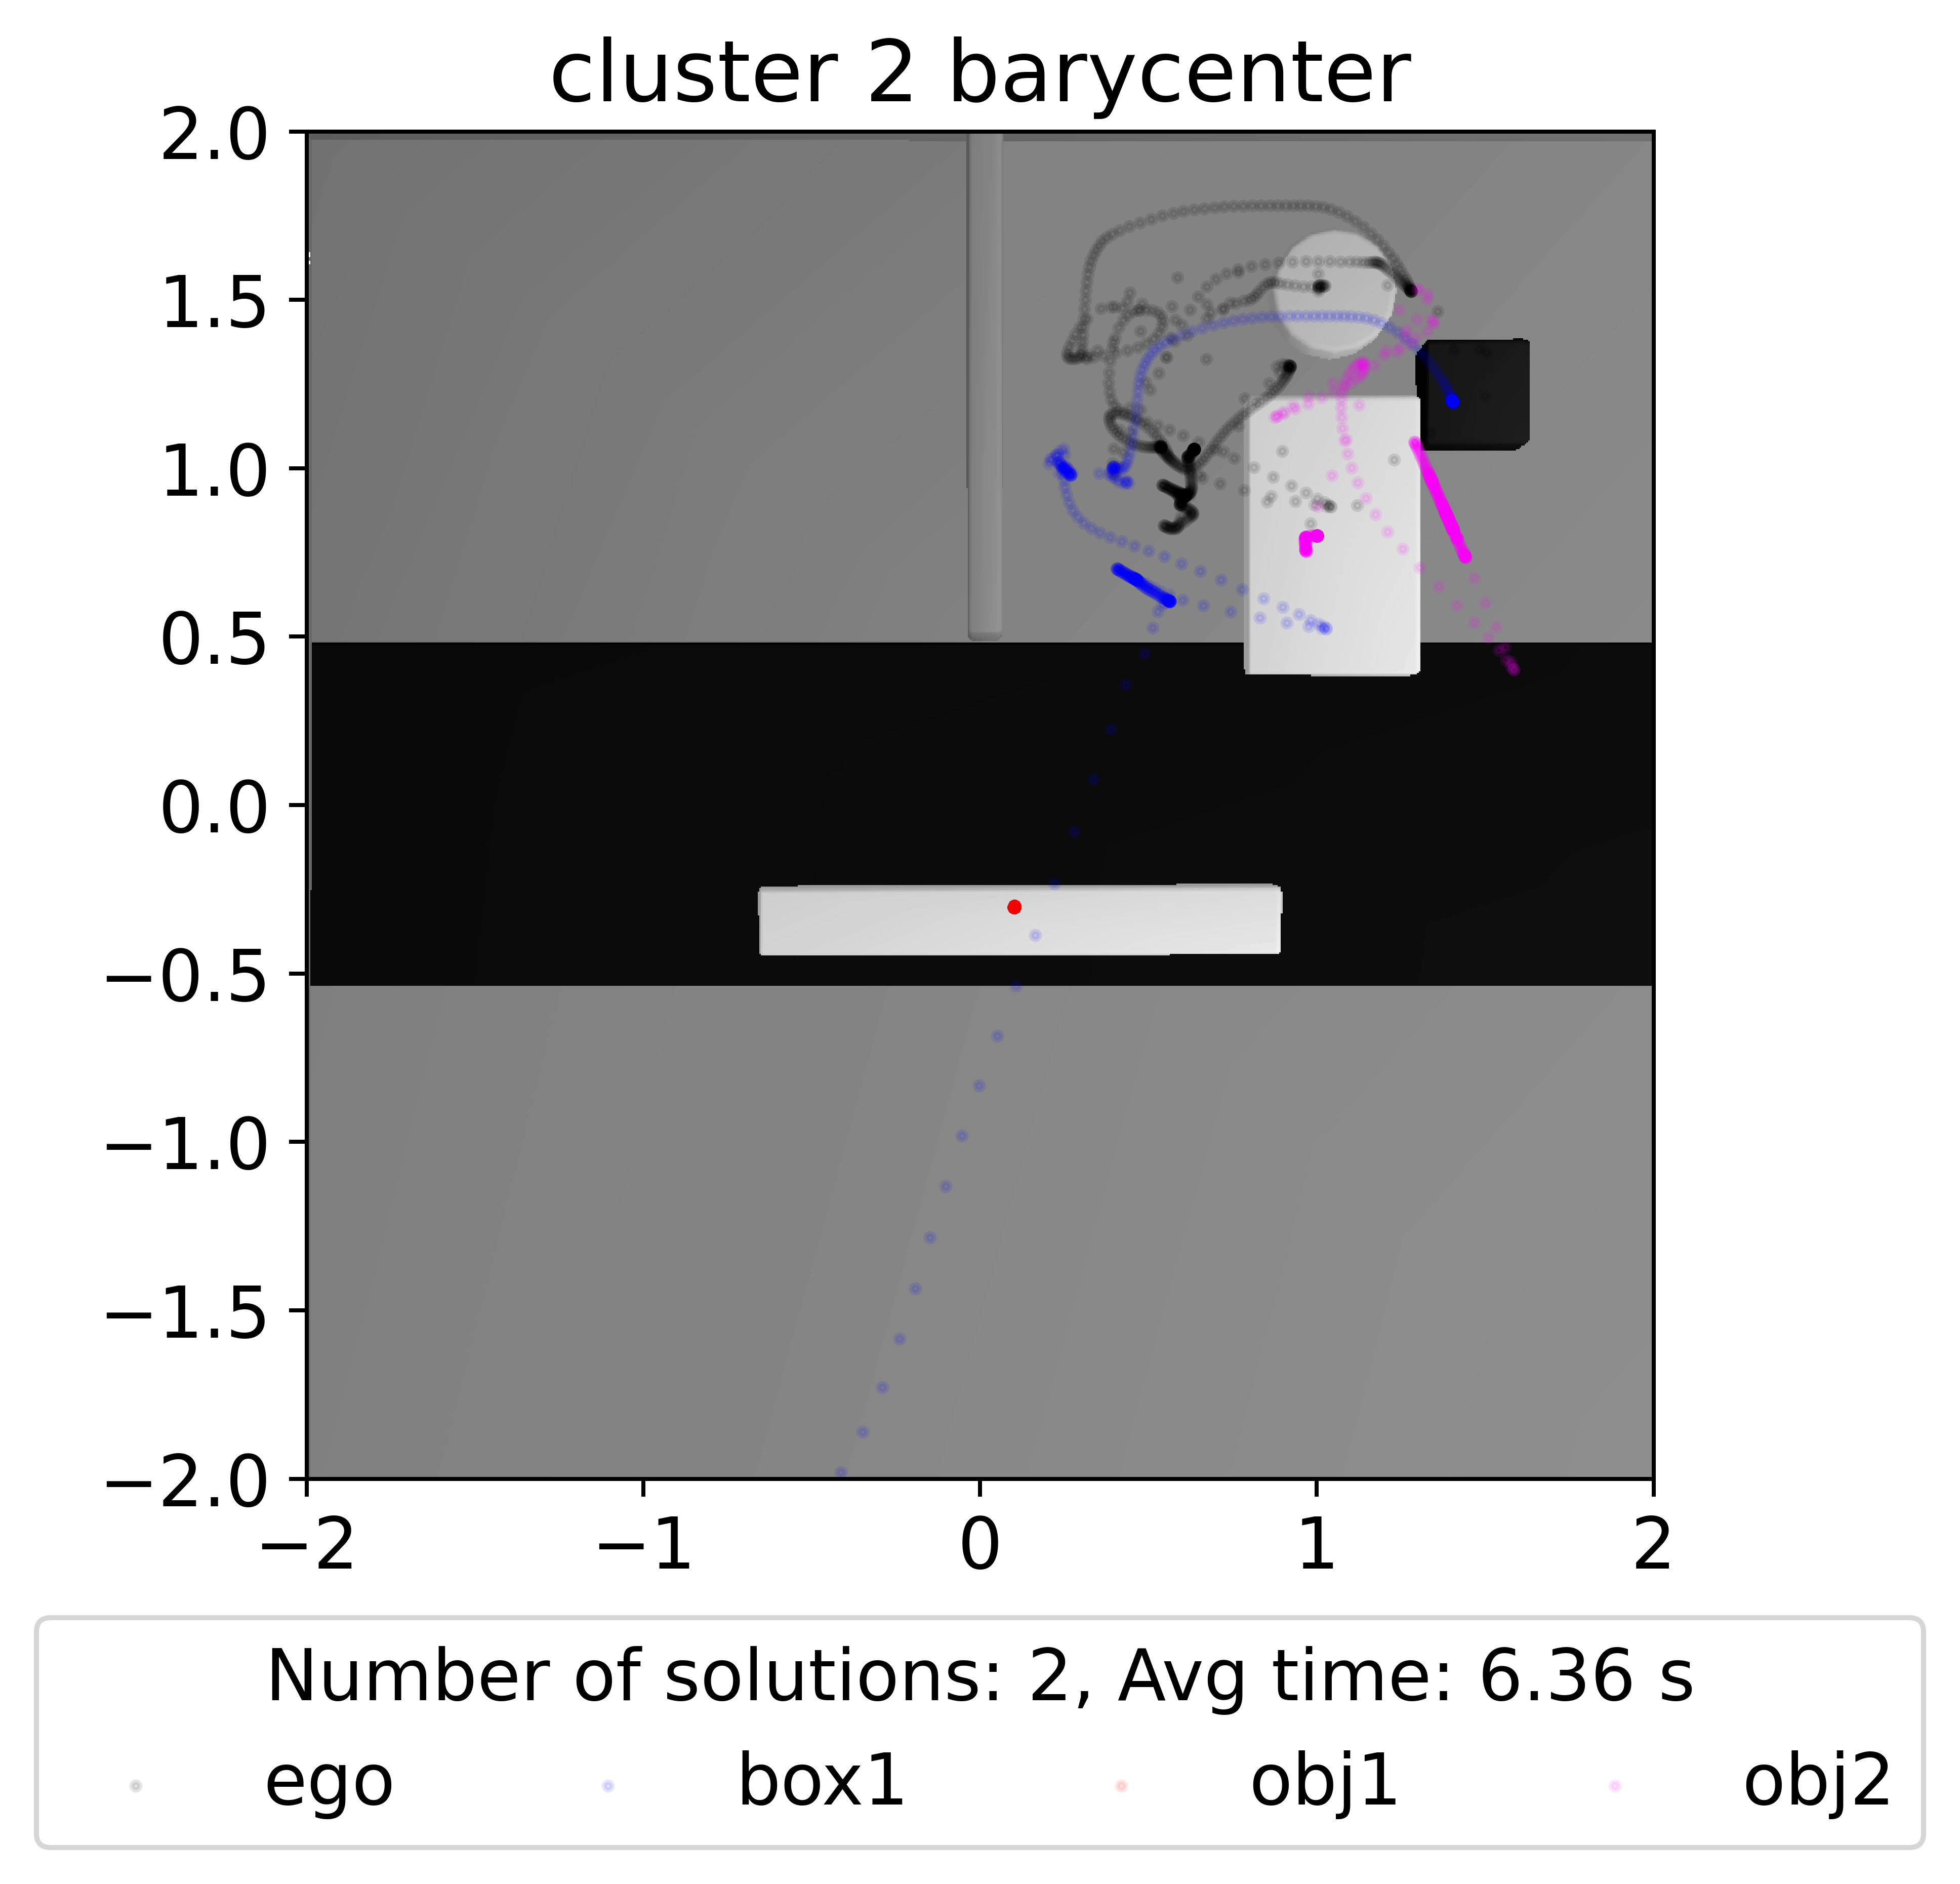 cluster 2 barycenter
2.0
1.5
1.0
0.5
0.0
−0.5
−1.0
−1.5
−2.0
−2 −1 0 1 2
Number of solutions: 2, Avg time: 6.36 s
ego box1 obj1 obj2